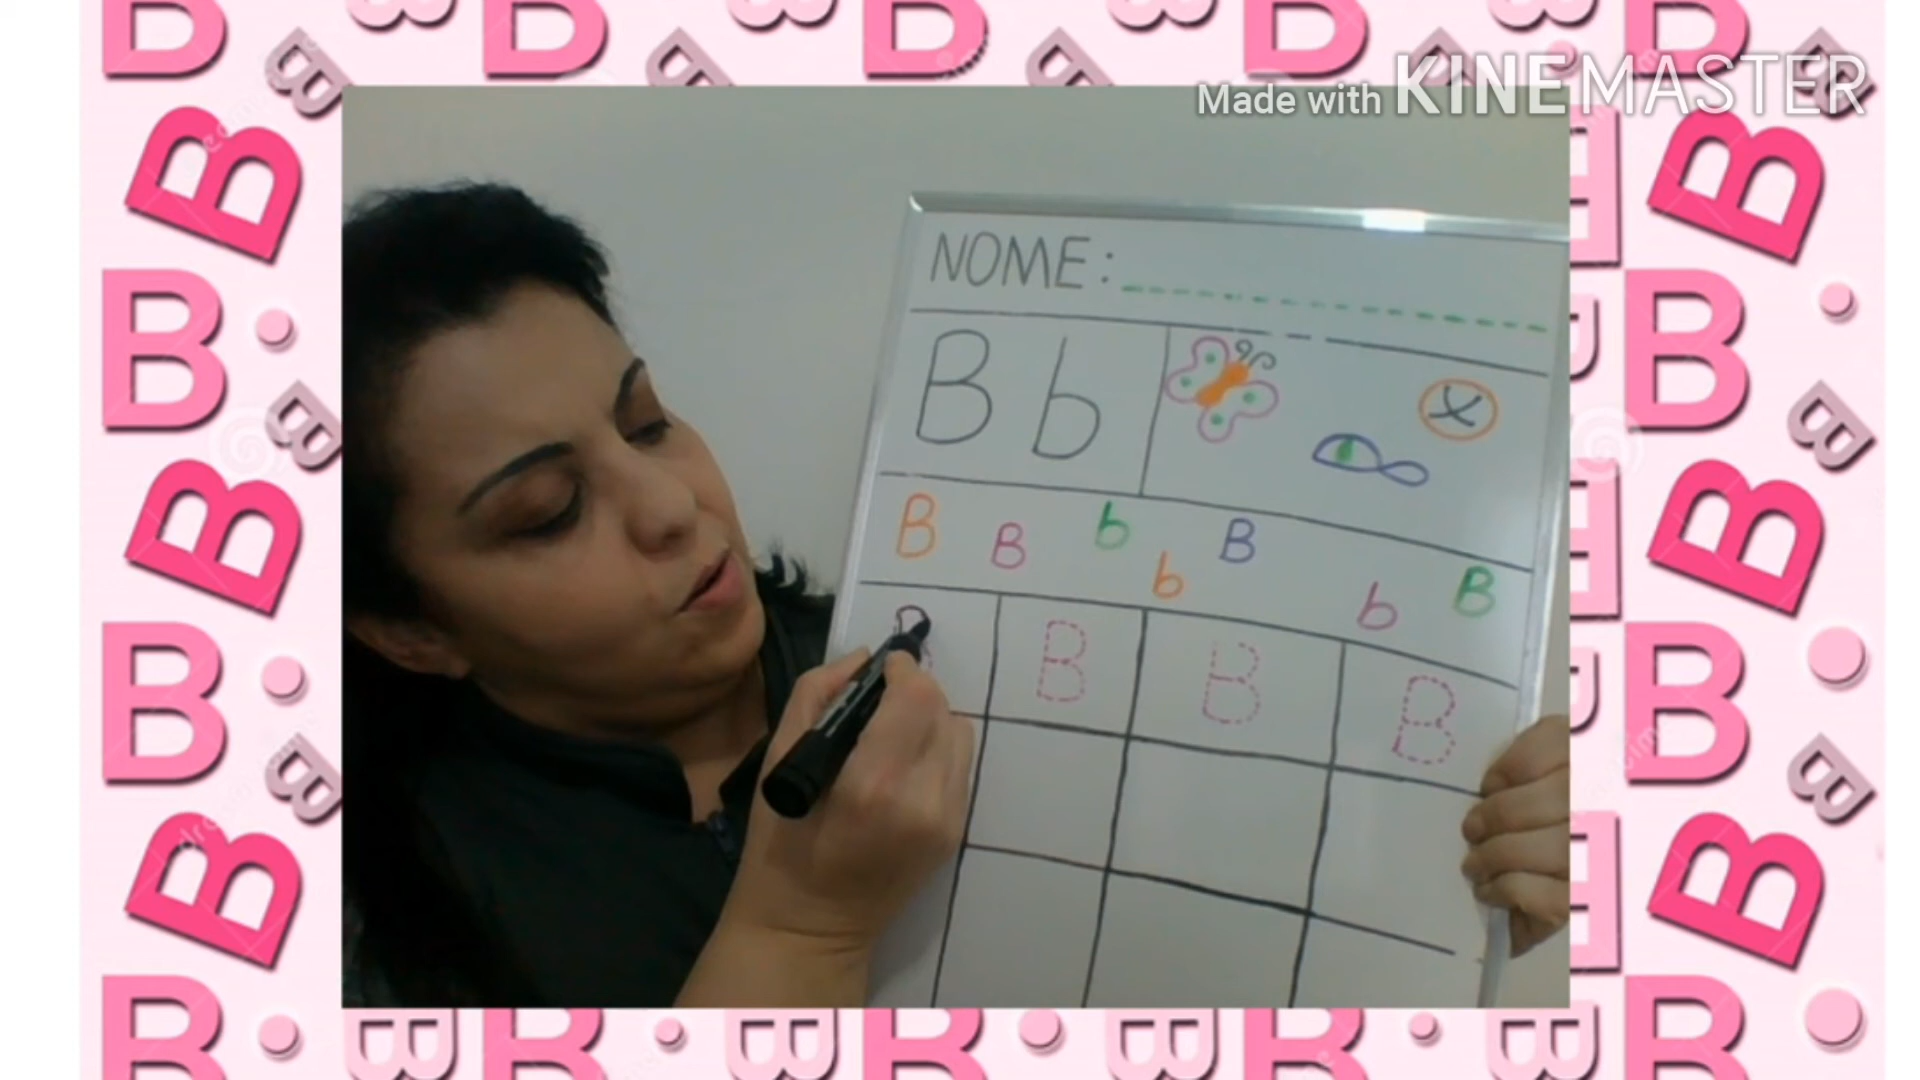 Made with KINEMASTER
NOME:
B b
B B b b B b B
B B B